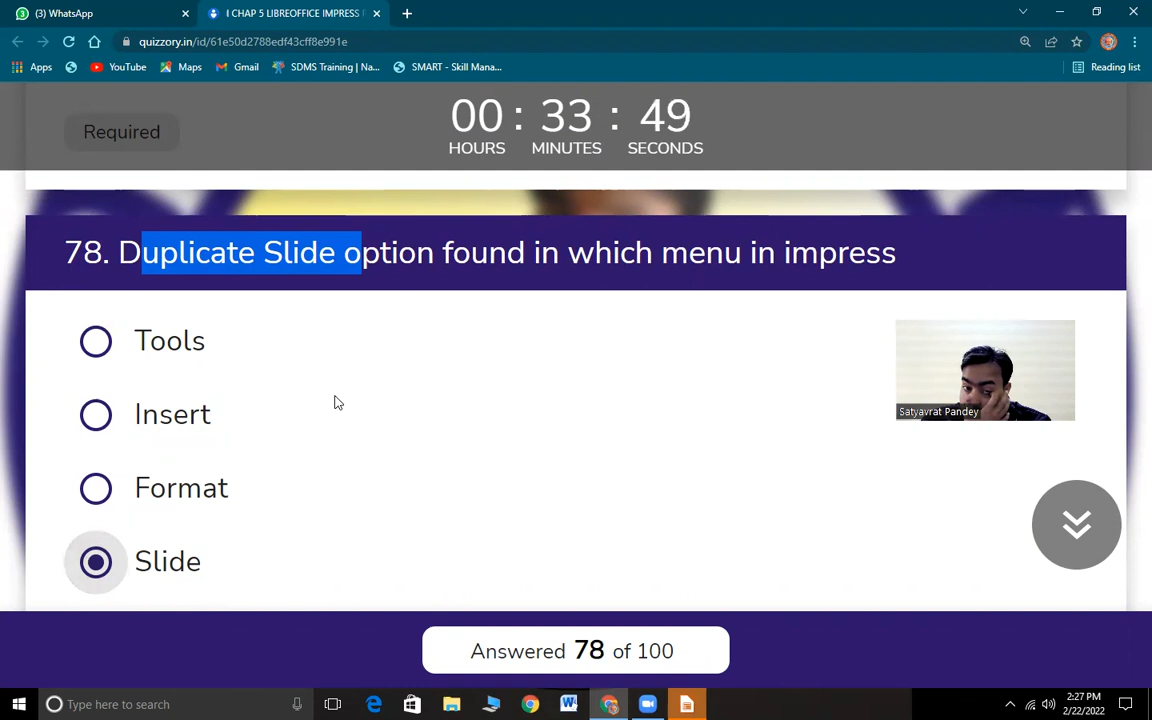 (3) WhatsApp
I CHAP 5 LIBREOFFICE IMPRESS
quizzory.in/id/61e50d2788edf43cff8e991e
Apps YouTube Maps Gmail SDMS Training | Na... SMART - Skill Mana... Reading list
Required
00 : 33 : 49
HOURS MINUTES SECONDS
78. Duplicate Slide option found in which menu in impress
Tools
Insert
Format
Slide
Satyavrat Pandey
Answered 78 of 100
Type here to search
2:27 PM
2/22/2022